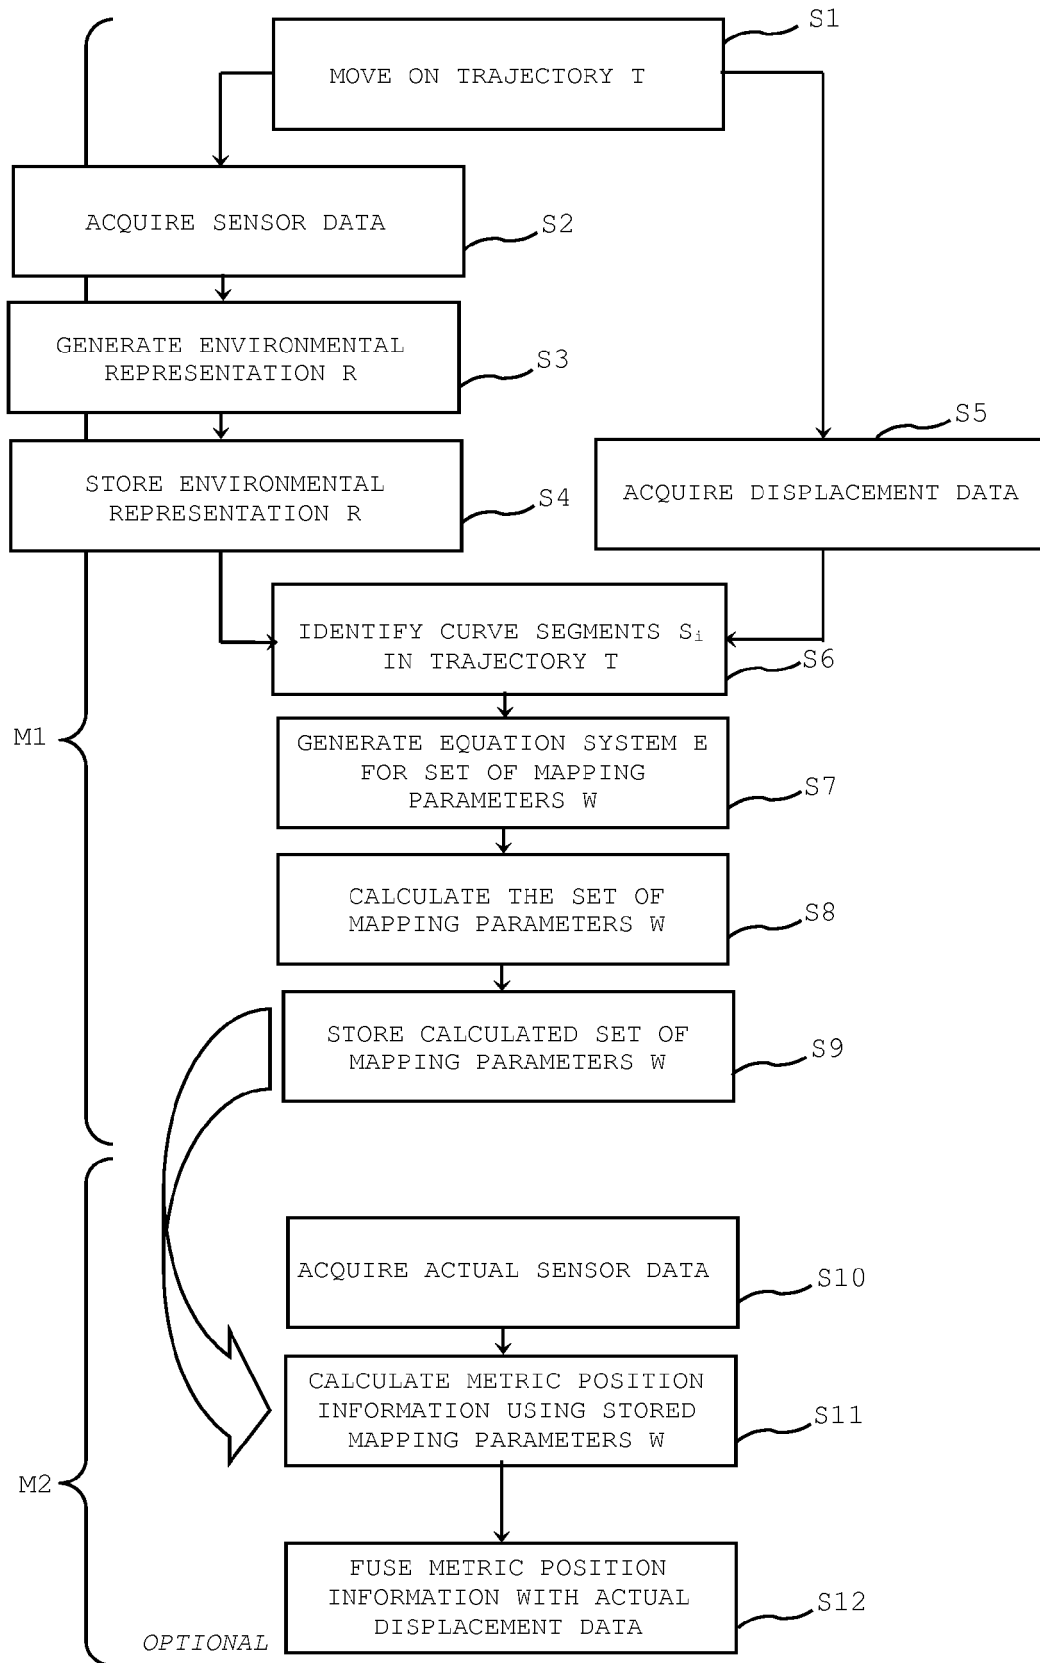 S1
MOVE ON TRAJECTORY T
ACQUIRE SENSOR DATA
S2
GENERATE ENVIRONMENTAL
REPRESENTATION R
S3
S5
STORE ENVIRONMENTAL
REPRESENTATION R
S4
ACQUIRE DISPLACEMENT DATA
IDENTIFY CURVE SEGMENTS Si
IN TRAJECTORY T
S6
M1
GENERATE EQUATION SYSTEM E
FOR SET OF MAPPING
PARAMETERS W
S7
CALCULATE THE SET OF
MAPPING PARAMETERS W
S8
STORE CALCULATED SET OF
MAPPING PARAMETERS W
S9
ACQUIRE ACTUAL SENSOR DATA
S10
CALCULATE METRIC POSITION
INFORMATION USING STORED
MAPPING PARAMETERS W
S11
M2
FUSE METRIC POSITION
INFORMATION WITH ACTUAL
DISPLACEMENT DATA
S12
OPTIONAL